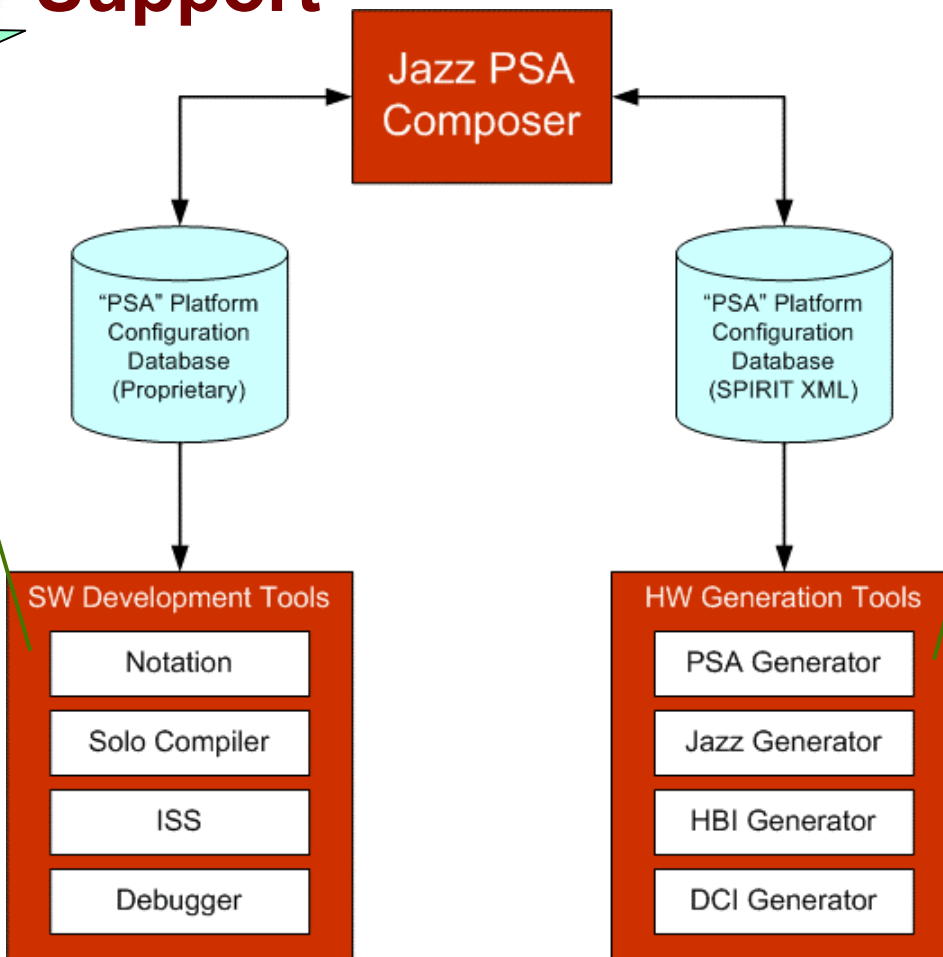 Support
Jazz PSA
Composer
“PSA” Platform
Configuration
Database
(Proprietary)
“PSA” Platform
Configuration
Database
(SPIRIT XML)
SW Development Tools
Notation
Solo Compiler
ISS
Debugger
HW Generation Tools
PSA Generator
Jazz Generator
HBI Generator
DCI Generator